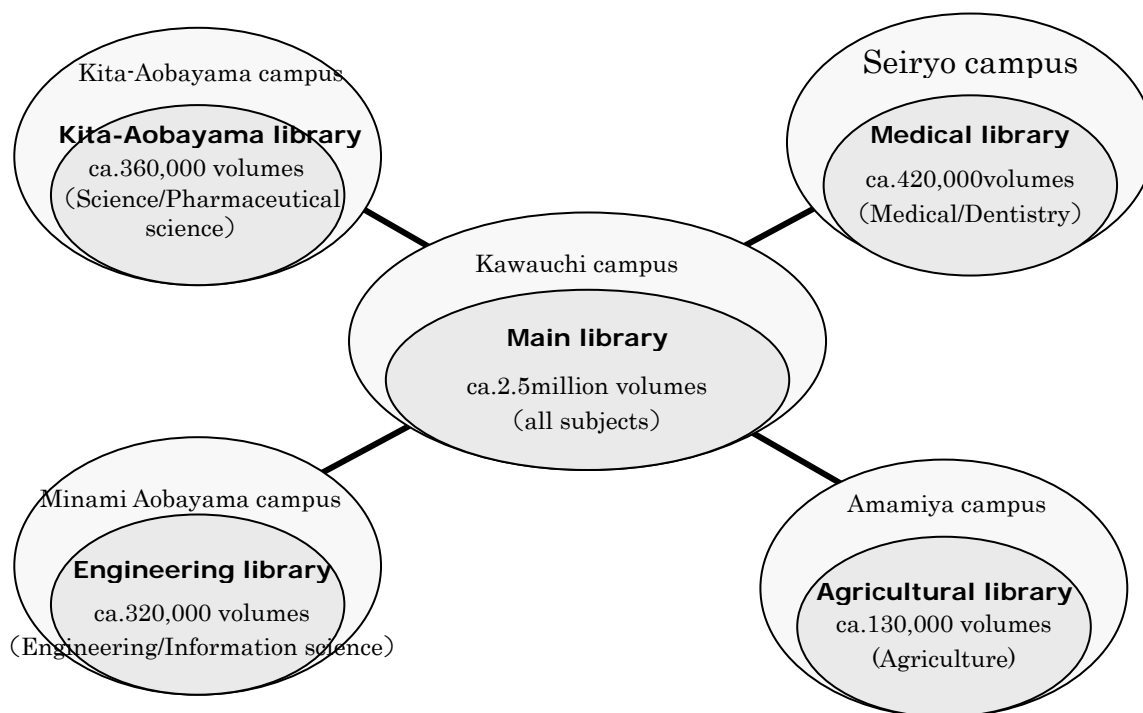 Kita-Aobayama campus
Kita-Aobayama library
ca.360,000 volumes
（Science/Pharmaceutical
science）
Seiryo campus
Medical library
ca.420,000volumes
（Medical/Dentistry）
Kawauchi campus
Main library
ca.2.5million volumes
（all subjects）
Minami Aobayama campus
Engineering library
ca.320,000 volumes
（Engineering/Information science）
Amamiya campus
Agricultural library
ca.130,000 volumes
(Agriculture)